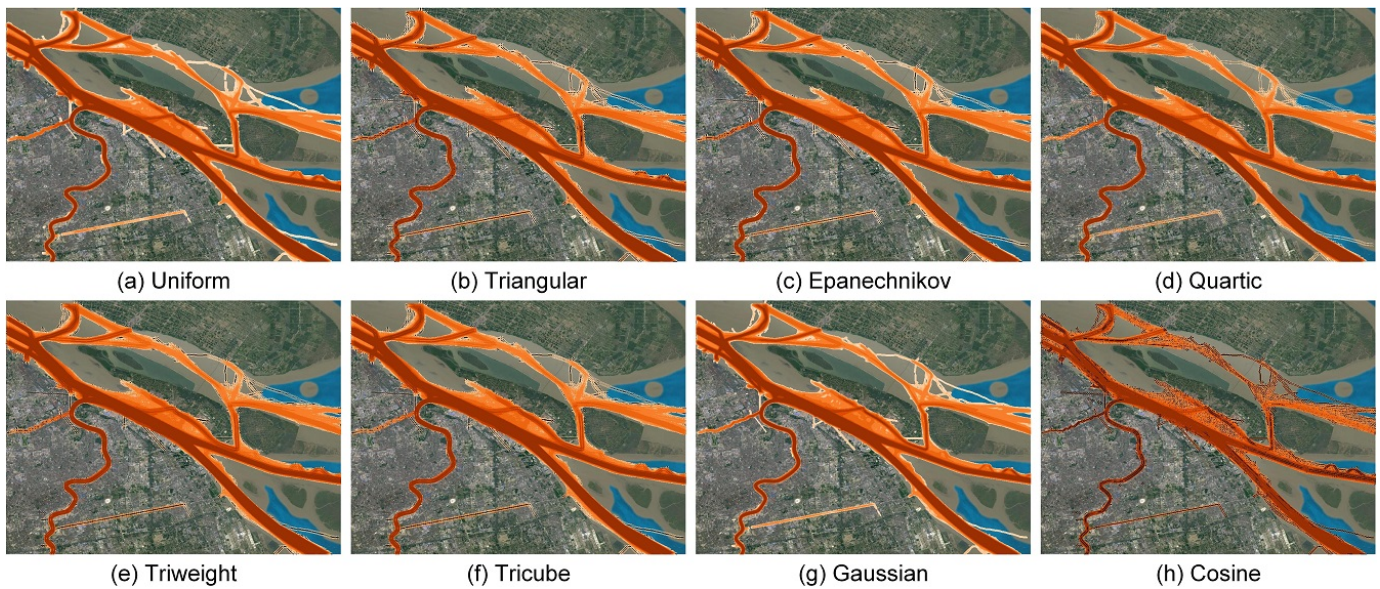 (a) Uniform
(b) Triangular
(c) Epanechnikov
(d) Quartic
(e) Triweight
(f) Tricube
(g) Gaussian
(h) Cosine